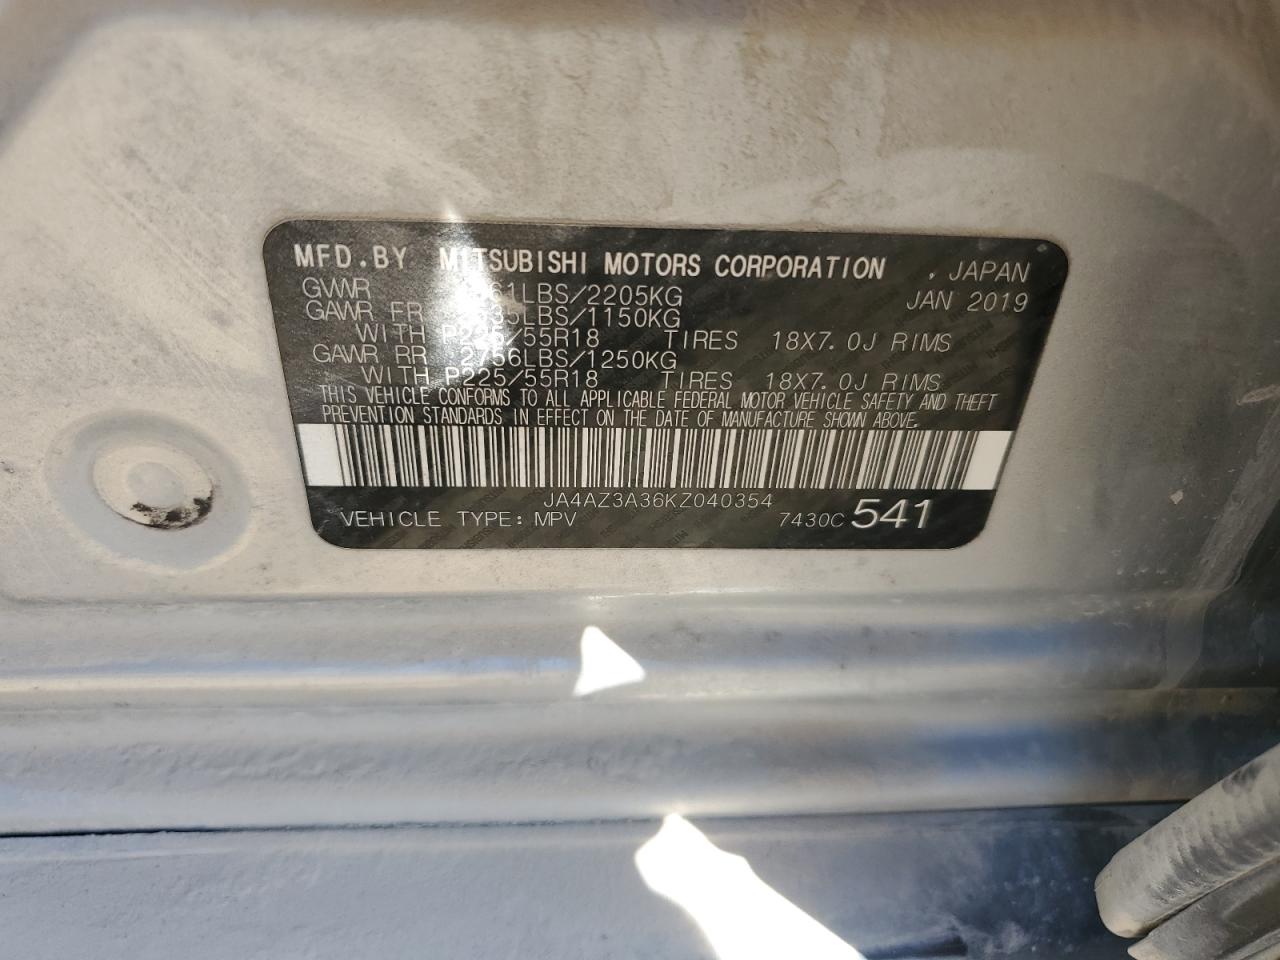 MFD.BY MITSUBISHI MOTORS CORPORATION , JAPAN
GVWR 61LBS/2205KG JAN 2019
GAWR FR 35LBS/1150KG
WITH P225/55R18 TIRES 18X7.0J RIMS
GAWR RR 2756LBS/1250KG
WITH P225/55R18 TIRES 18X7.0J RIMS
THIS VEHICLE CONFORMS TO ALL APPLICABLE FEDERAL MOTOR VEHICLE SAFETY AND THEFT
PREVENTION STANDARDS IN EFFECT ON THE DATE OF MANUFACTURE SHOWN ABOVE.
JA4AZ3A36KZ040354
VEHICLE TYPE: MPV 7430C 541